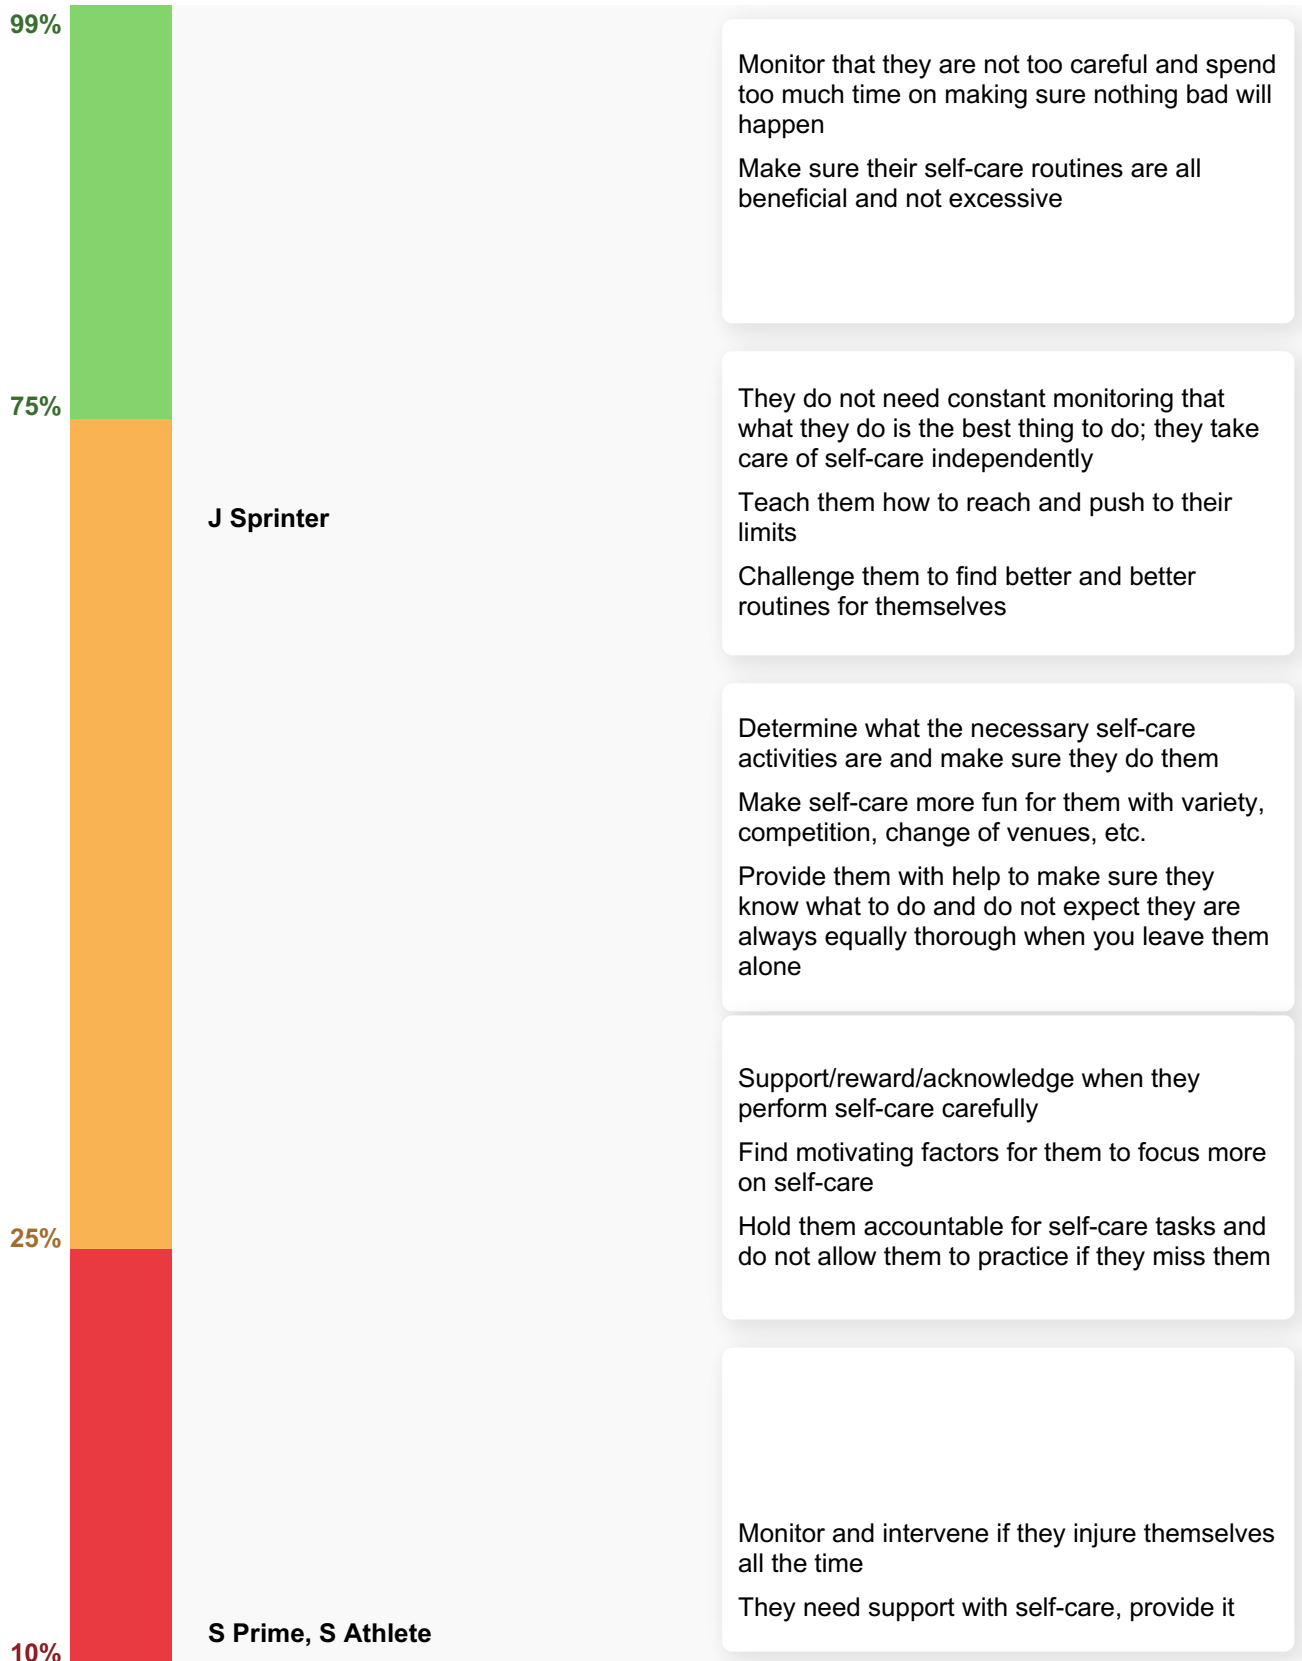 99%
Monitor that they are not too careful and spend
too much time on making sure nothing bad will
happen
Make sure their self-care routines are all
beneficial and not excessive
75%
They do not need constant monitoring that
what they do is the best thing to do; they take
care of self-care independently
J Sprinter
Teach them how to reach and push to their
limits
Challenge them to find better and better
routines for themselves
Determine what the necessary self-care
activities are and make sure they do them
Make self-care more fun for them with variety,
competition, change of venues, etc.
Provide them with help to make sure they
know what to do and do not expect they are
always equally thorough when you leave them
alone
Support/reward/acknowledge when they
perform self-care carefully
Find motivating factors for them to focus more
on self-care
25%
Hold them accountable for self-care tasks and
do not allow them to practice if they miss them
Monitor and intervene if they injure themselves
all the time
They need support with self-care, provide it
S Prime, S Athlete
10%